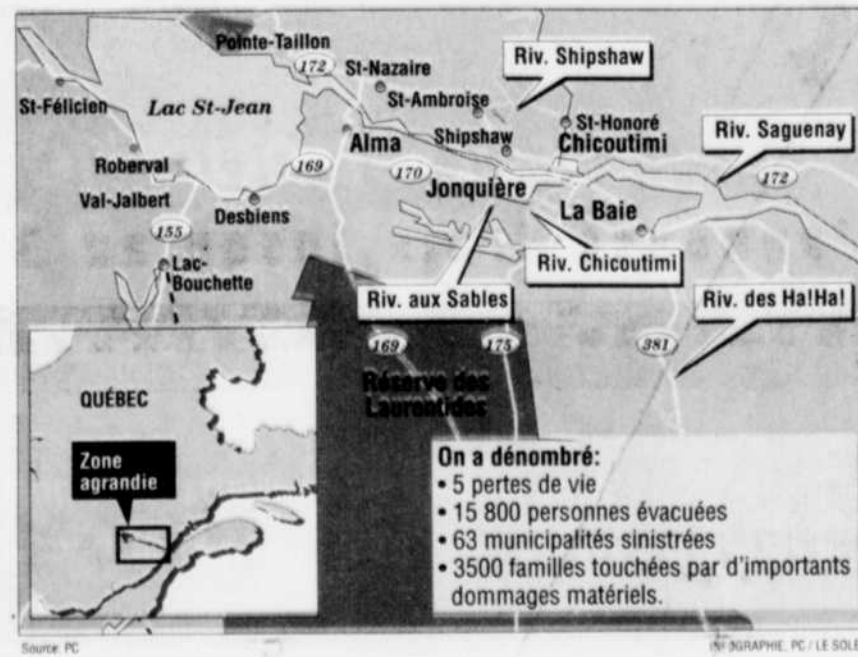 Pointe-Taillon
172
St-Nazaire
Riv. Shipshaw
St-Félicien
Lac St-Jean
St-Ambroise
St-Honoré
Alma
Shipshaw
Chicoutimi
Riv. Saguenay
Roberval
169
170
Jonquière
172
Val-Jalbert
Desbiens
La Baie
155
Lac-
Bouchette
Riv. Chicoutimi
Riv. aux Sables
Riv. des Ha!Ha!
169
175
381
Réserve des
Laurentides
QUÉBEC
Zone
agrandie
On a dénombré:
• 5 pertes de vie
• 15 800 personnes évacuées
• 63 municipalités sinistrées
• 3500 familles touchées par d'importants
dommages matériels.
Source: PC
PC / LE SOLE